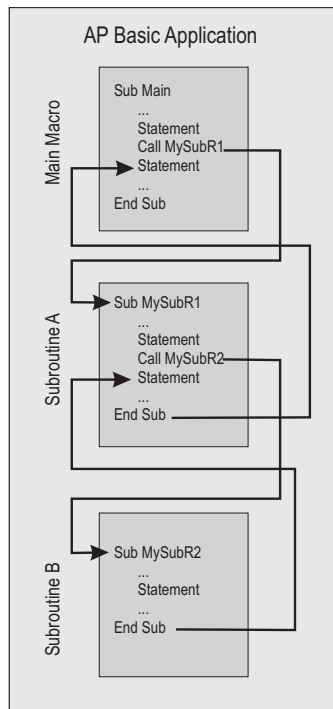 AP Basic Application
Main Macro
Sub Main
...
Statement
Call MySubR1
Statement
...
End Sub
Subroutine A
Sub MySubR1
...
Statement
Call MySubR2
Statement
...
End Sub
Subroutine B
Sub MySubR2
...
Statement
...
End Sub